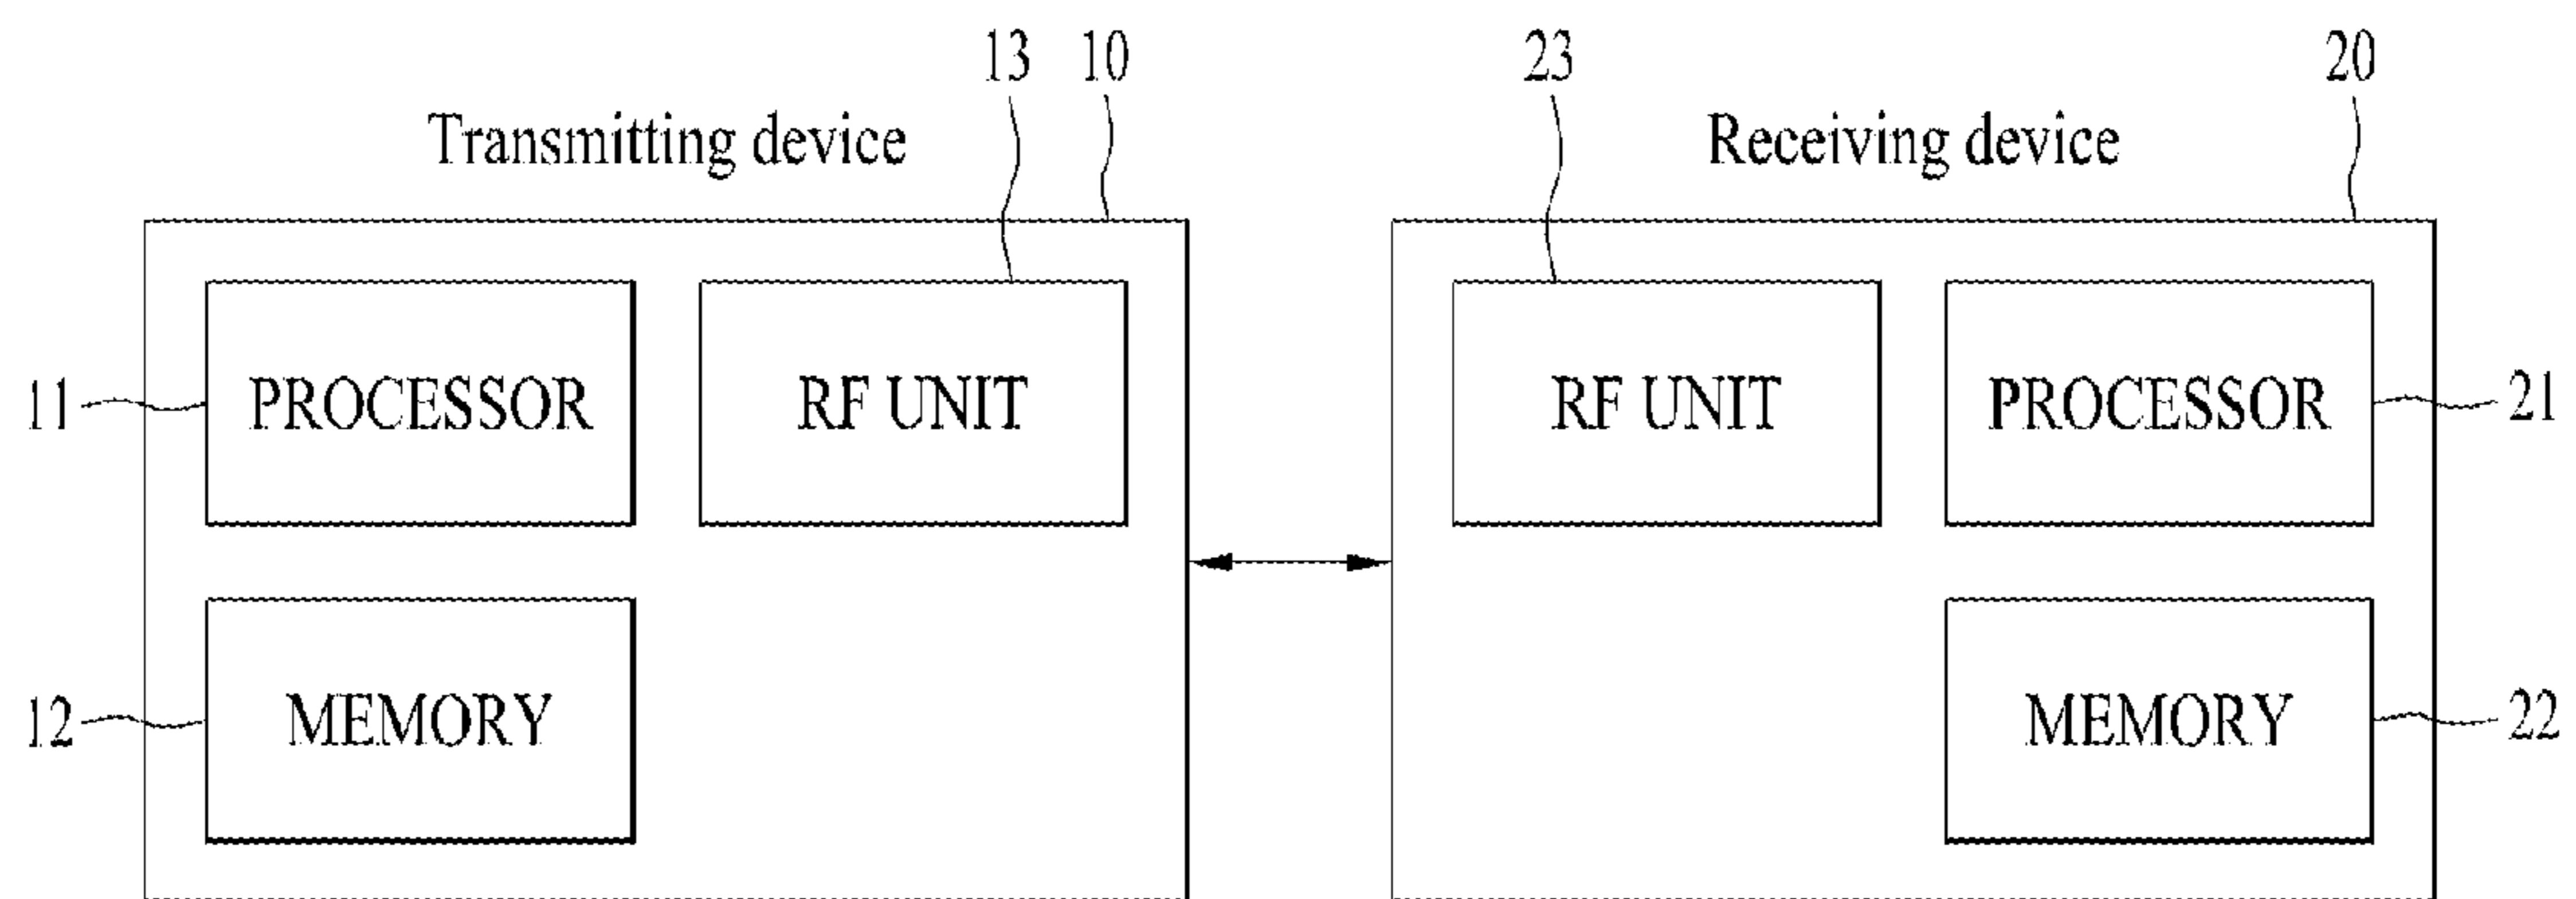 13 10 23 20
Transmitting device Receiving device
11 PROCESSOR RF UNIT RF UNIT PROCESSOR 21
12 MEMORY MEMORY 22